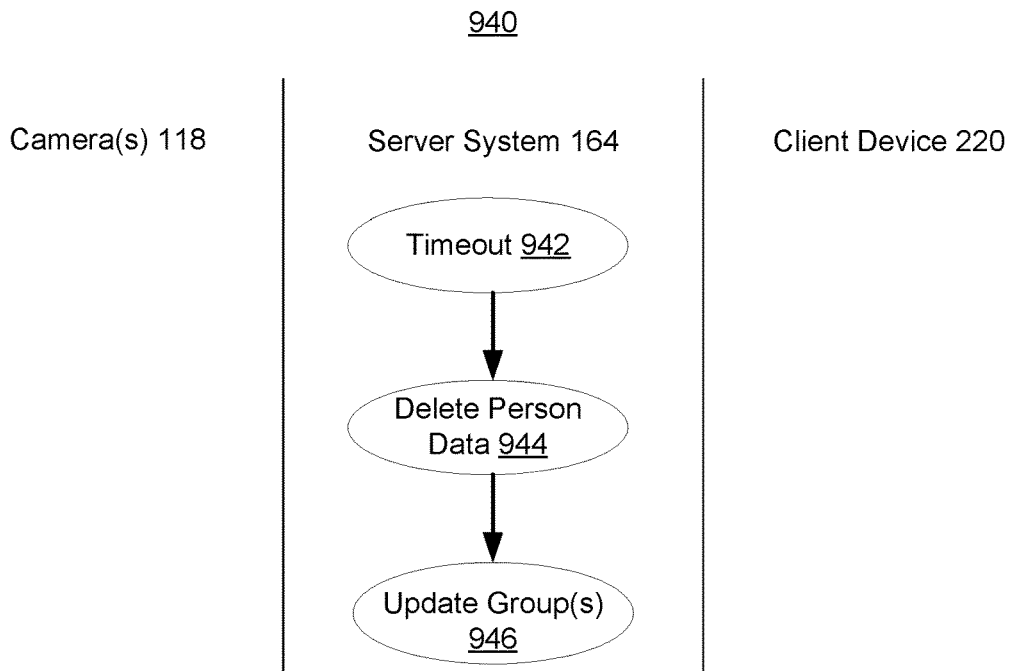 940
Camera(s) 118
Server System 164
Client Device 220
Timeout 942
Delete Person
Data 944
Update Group(s)
946